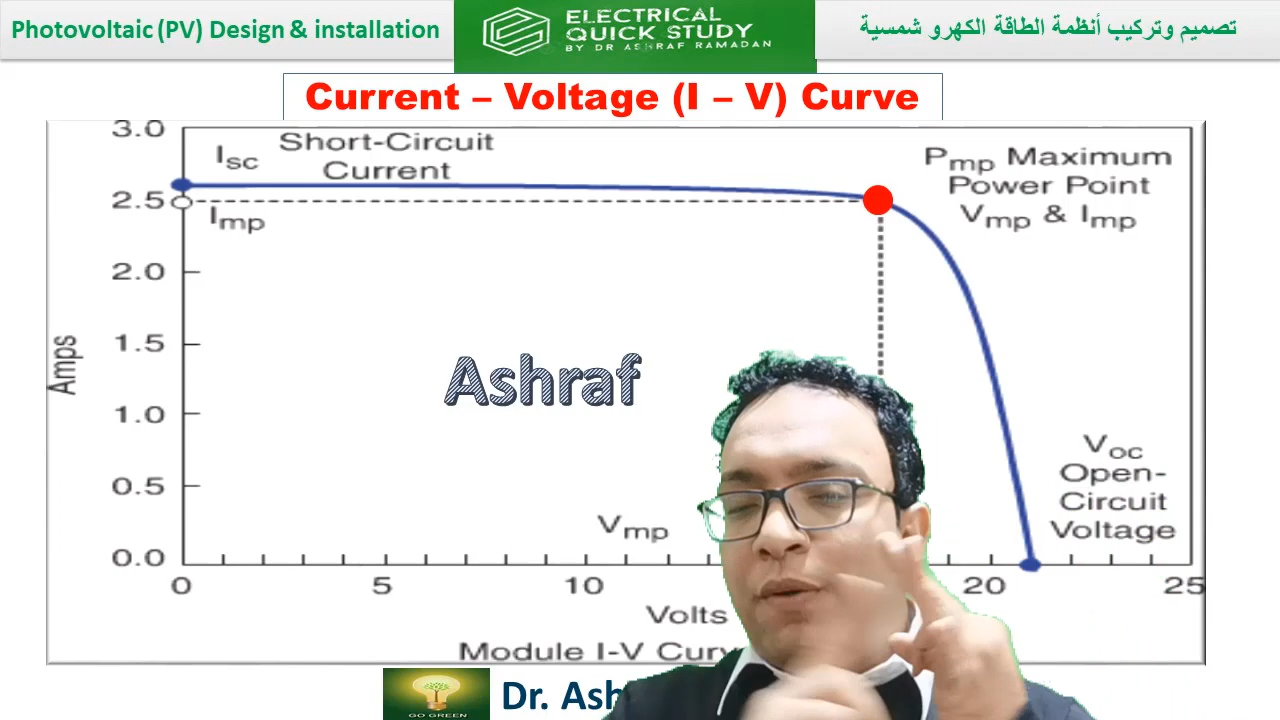 Photovoltaic (PV) Design & installation
ELECTRICAL
QUICK STUDY
BY DR ASHRAF RAMADAN
تصميم وتركيب أنظمة الطاقة الكهرو شمسية
Current – Voltage (I – V) Curve
3.0
2.5
2.0
1.5
1.0
0.5
0.0
Amps
Isc
Short-Circuit
Current
Imp
Pmp Maximum
Power Point
Vmp & Imp
Ashraf
Vmp
Voc
Open-
Circuit
Voltage
0 5 10 20 25
Volts
Module I-V
GO GREEN
Dr.